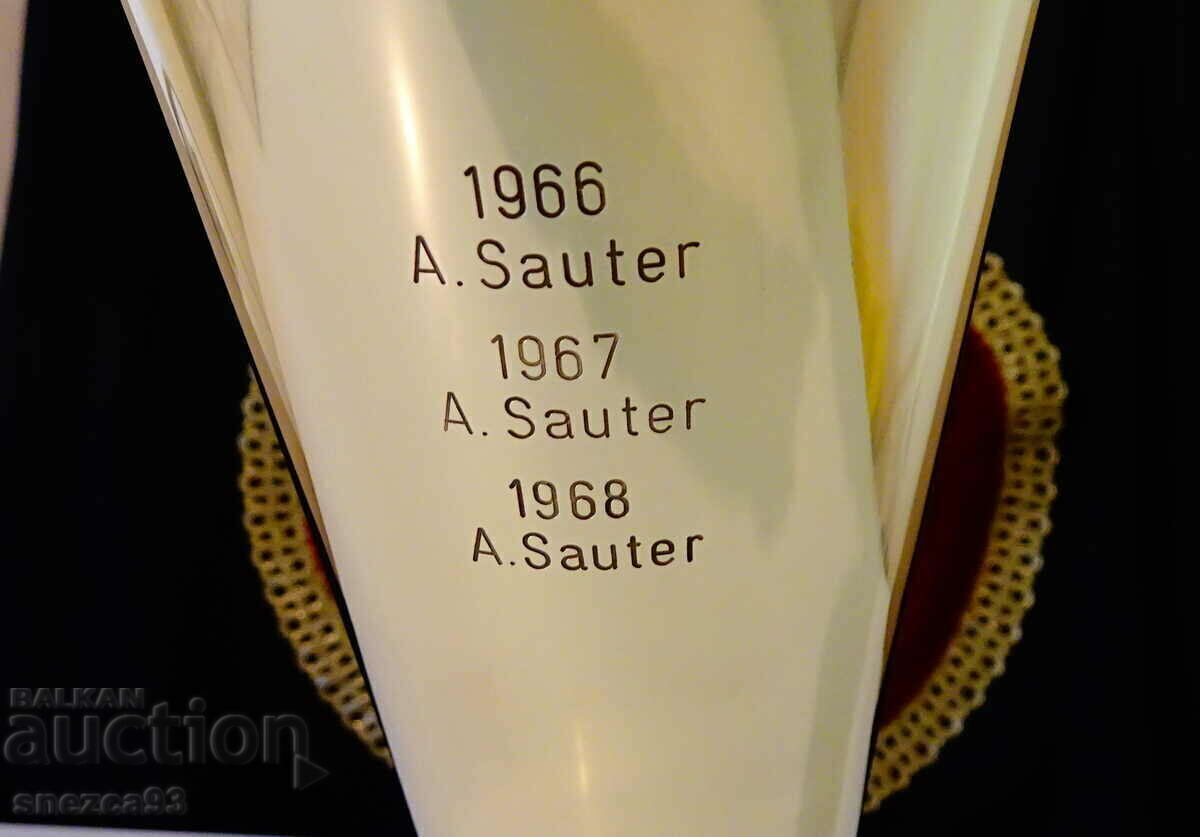 1966
A. Sauter
1967
A. Sauter
1968
A. Sauter
BALKAN
auction
snezca93